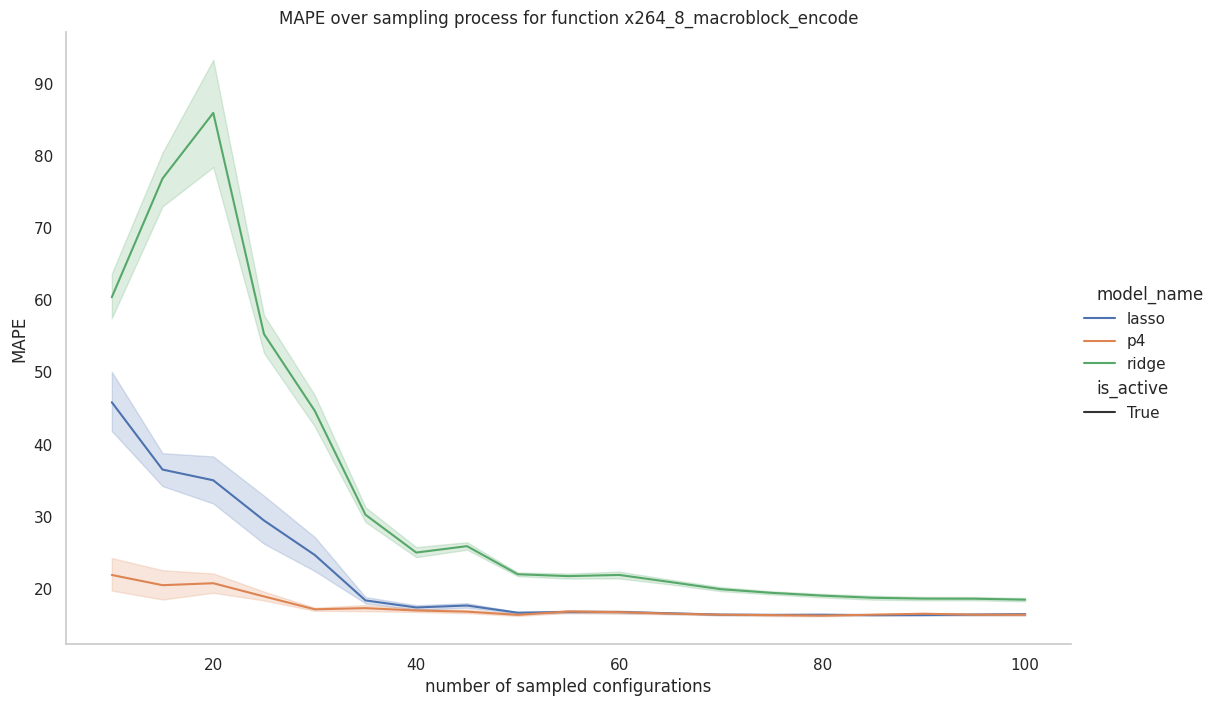 MAPE over sampling process for function x264_8_macroblock_encode
90
80
70
60
50
40
30
20
MAPE
20
40
60
80
100
number of sampled configurations
model_name
lasso
p4
ridge
is_active
True